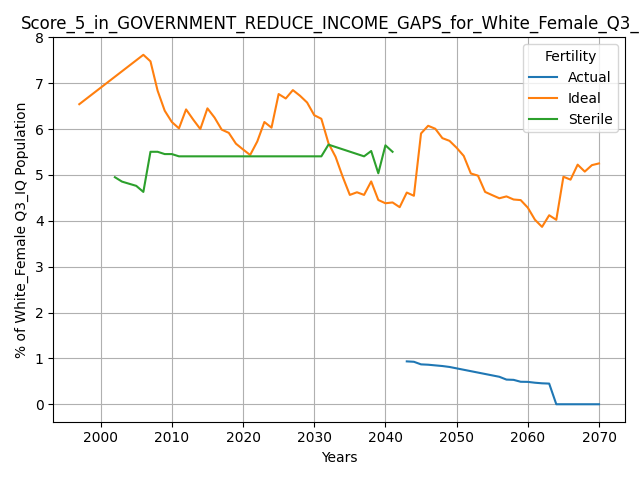 Score_5_in_GOVERNMENT_REDUCE_INCOME_GAPS_for_White_Female_Q3_
Fertility
Actual
Ideal
Sterile
% of White_Female Q3_IQ Population
8
7
6
5
4
3
2
1
0
2000 2010 2020 2030 2040 2050 2060 2070
Years